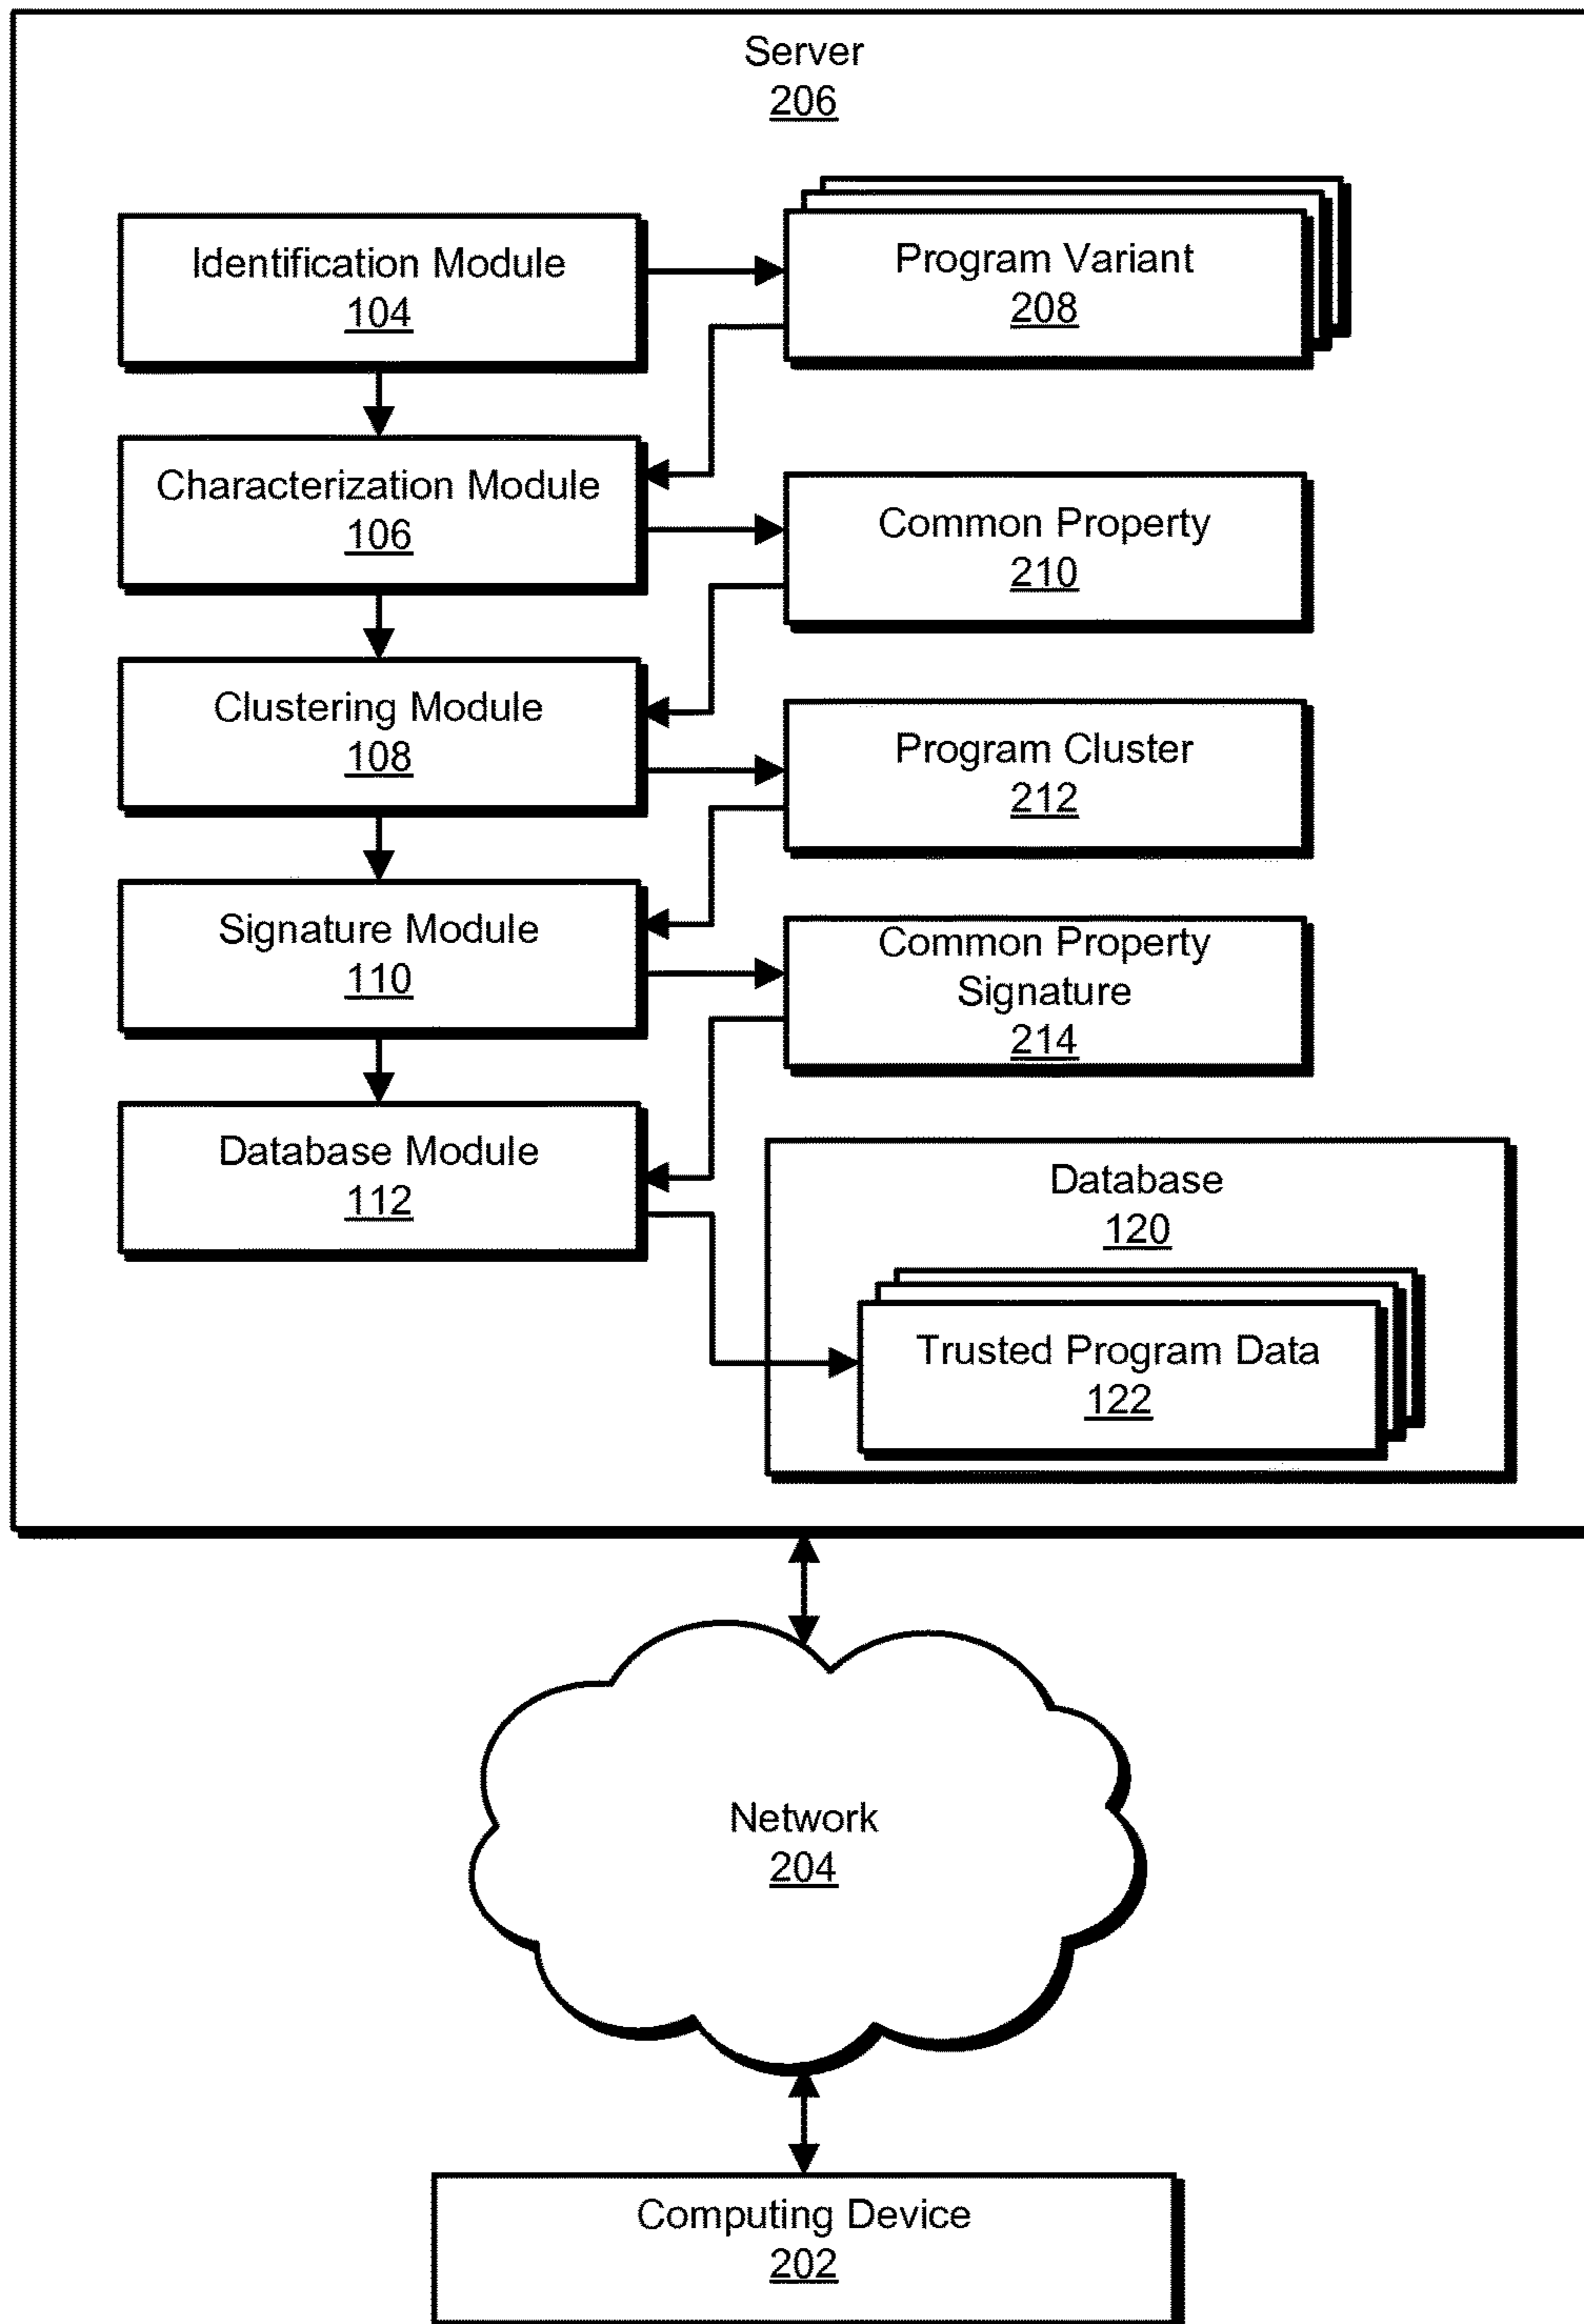 Server
206
Identification Module
104
Program Variant
208
Characterization Module
106
Common Property
210
Clustering Module
108
Program Cluster
212
Signature Module
110
Common Property
Signature
214
Database Module
112
Database
120
Trusted Program Data
122
Network
204
Computing Device
202